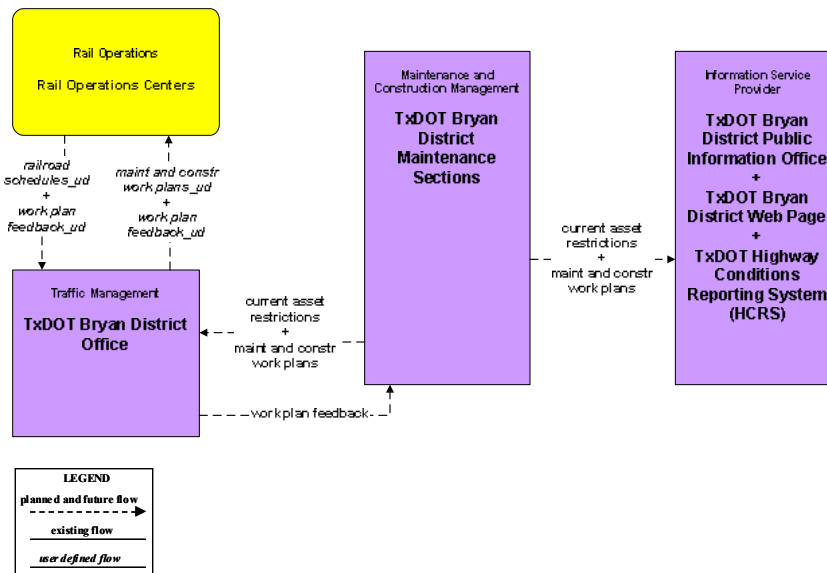 Rail Operations
Rail Operations Centers
railroad
schedules_ud
+
work plan
feedback_ud
maint and constr
work plans_ud
+
work plan
feedback_ud
Traffic Management
TxDOT Bryan District
Office
current asset
restrictions
+
maint and constr
work plans
work plan feedback
Maintenance and
Construction Management
TxDOT Bryan
District
Maintenance
Sections
current asset
restrictions
+
maint and constr
work plans
Information Service
Provider
TxDOT Bryan
District Public
Information Office
+
TxDOT Bryan
District Web Page
+
TxDOT Highway
Conditions
Reporting System
(HCRS)
LEGEND
planned and future flow
existing flow
user defined flow